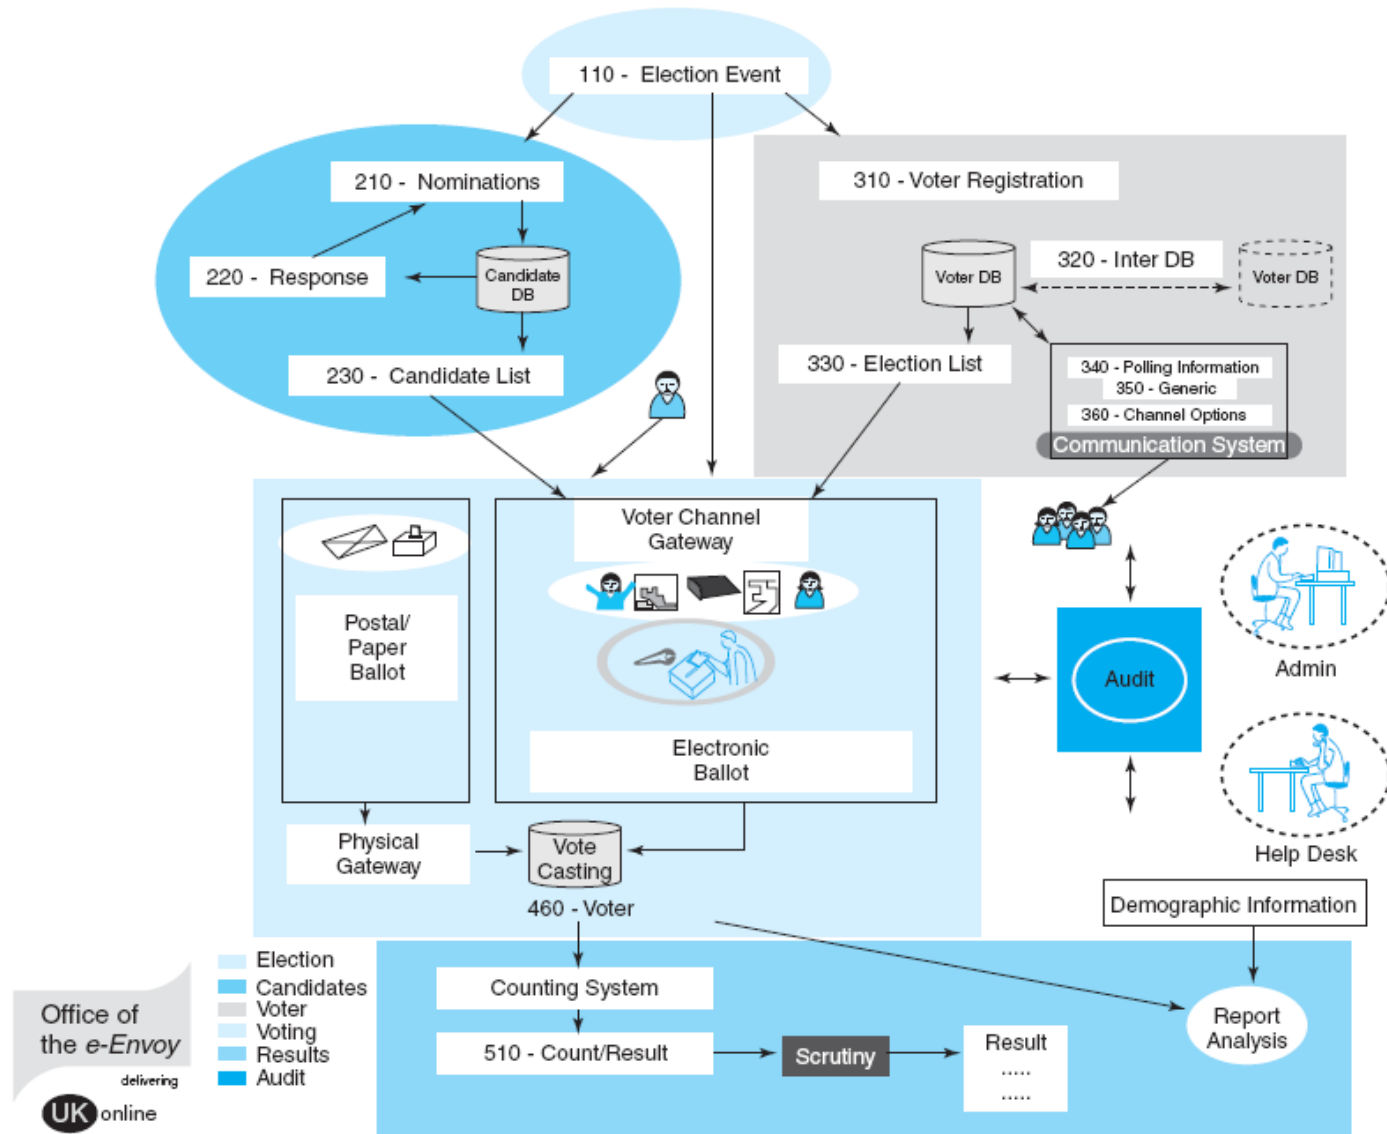 110 - Election Event
210 - Nominations
310 - Voter Registration
220 - Response
Candidate
DB
Voter DB
320 - Inter DB
Voter DB
230 - Candidate List
330 - Election List
340 - Polling Information
350 - Generic
360 - Channel Options
Communication System
Voter Channel
Gateway
Postal/
Paper
Ballot
Audit
Admin
Electronic
Ballot
Physical
Gateway
Vote
Casting
Help Desk
460 - Voter
Demographic Information
Election
Candidates
Voter
Voting
Results
Audit
Counting System
510 - Count/Result
Scrutiny
Result
.....
.....
Report
Analysis
Office of
the e-Envoy
delivering
UK online